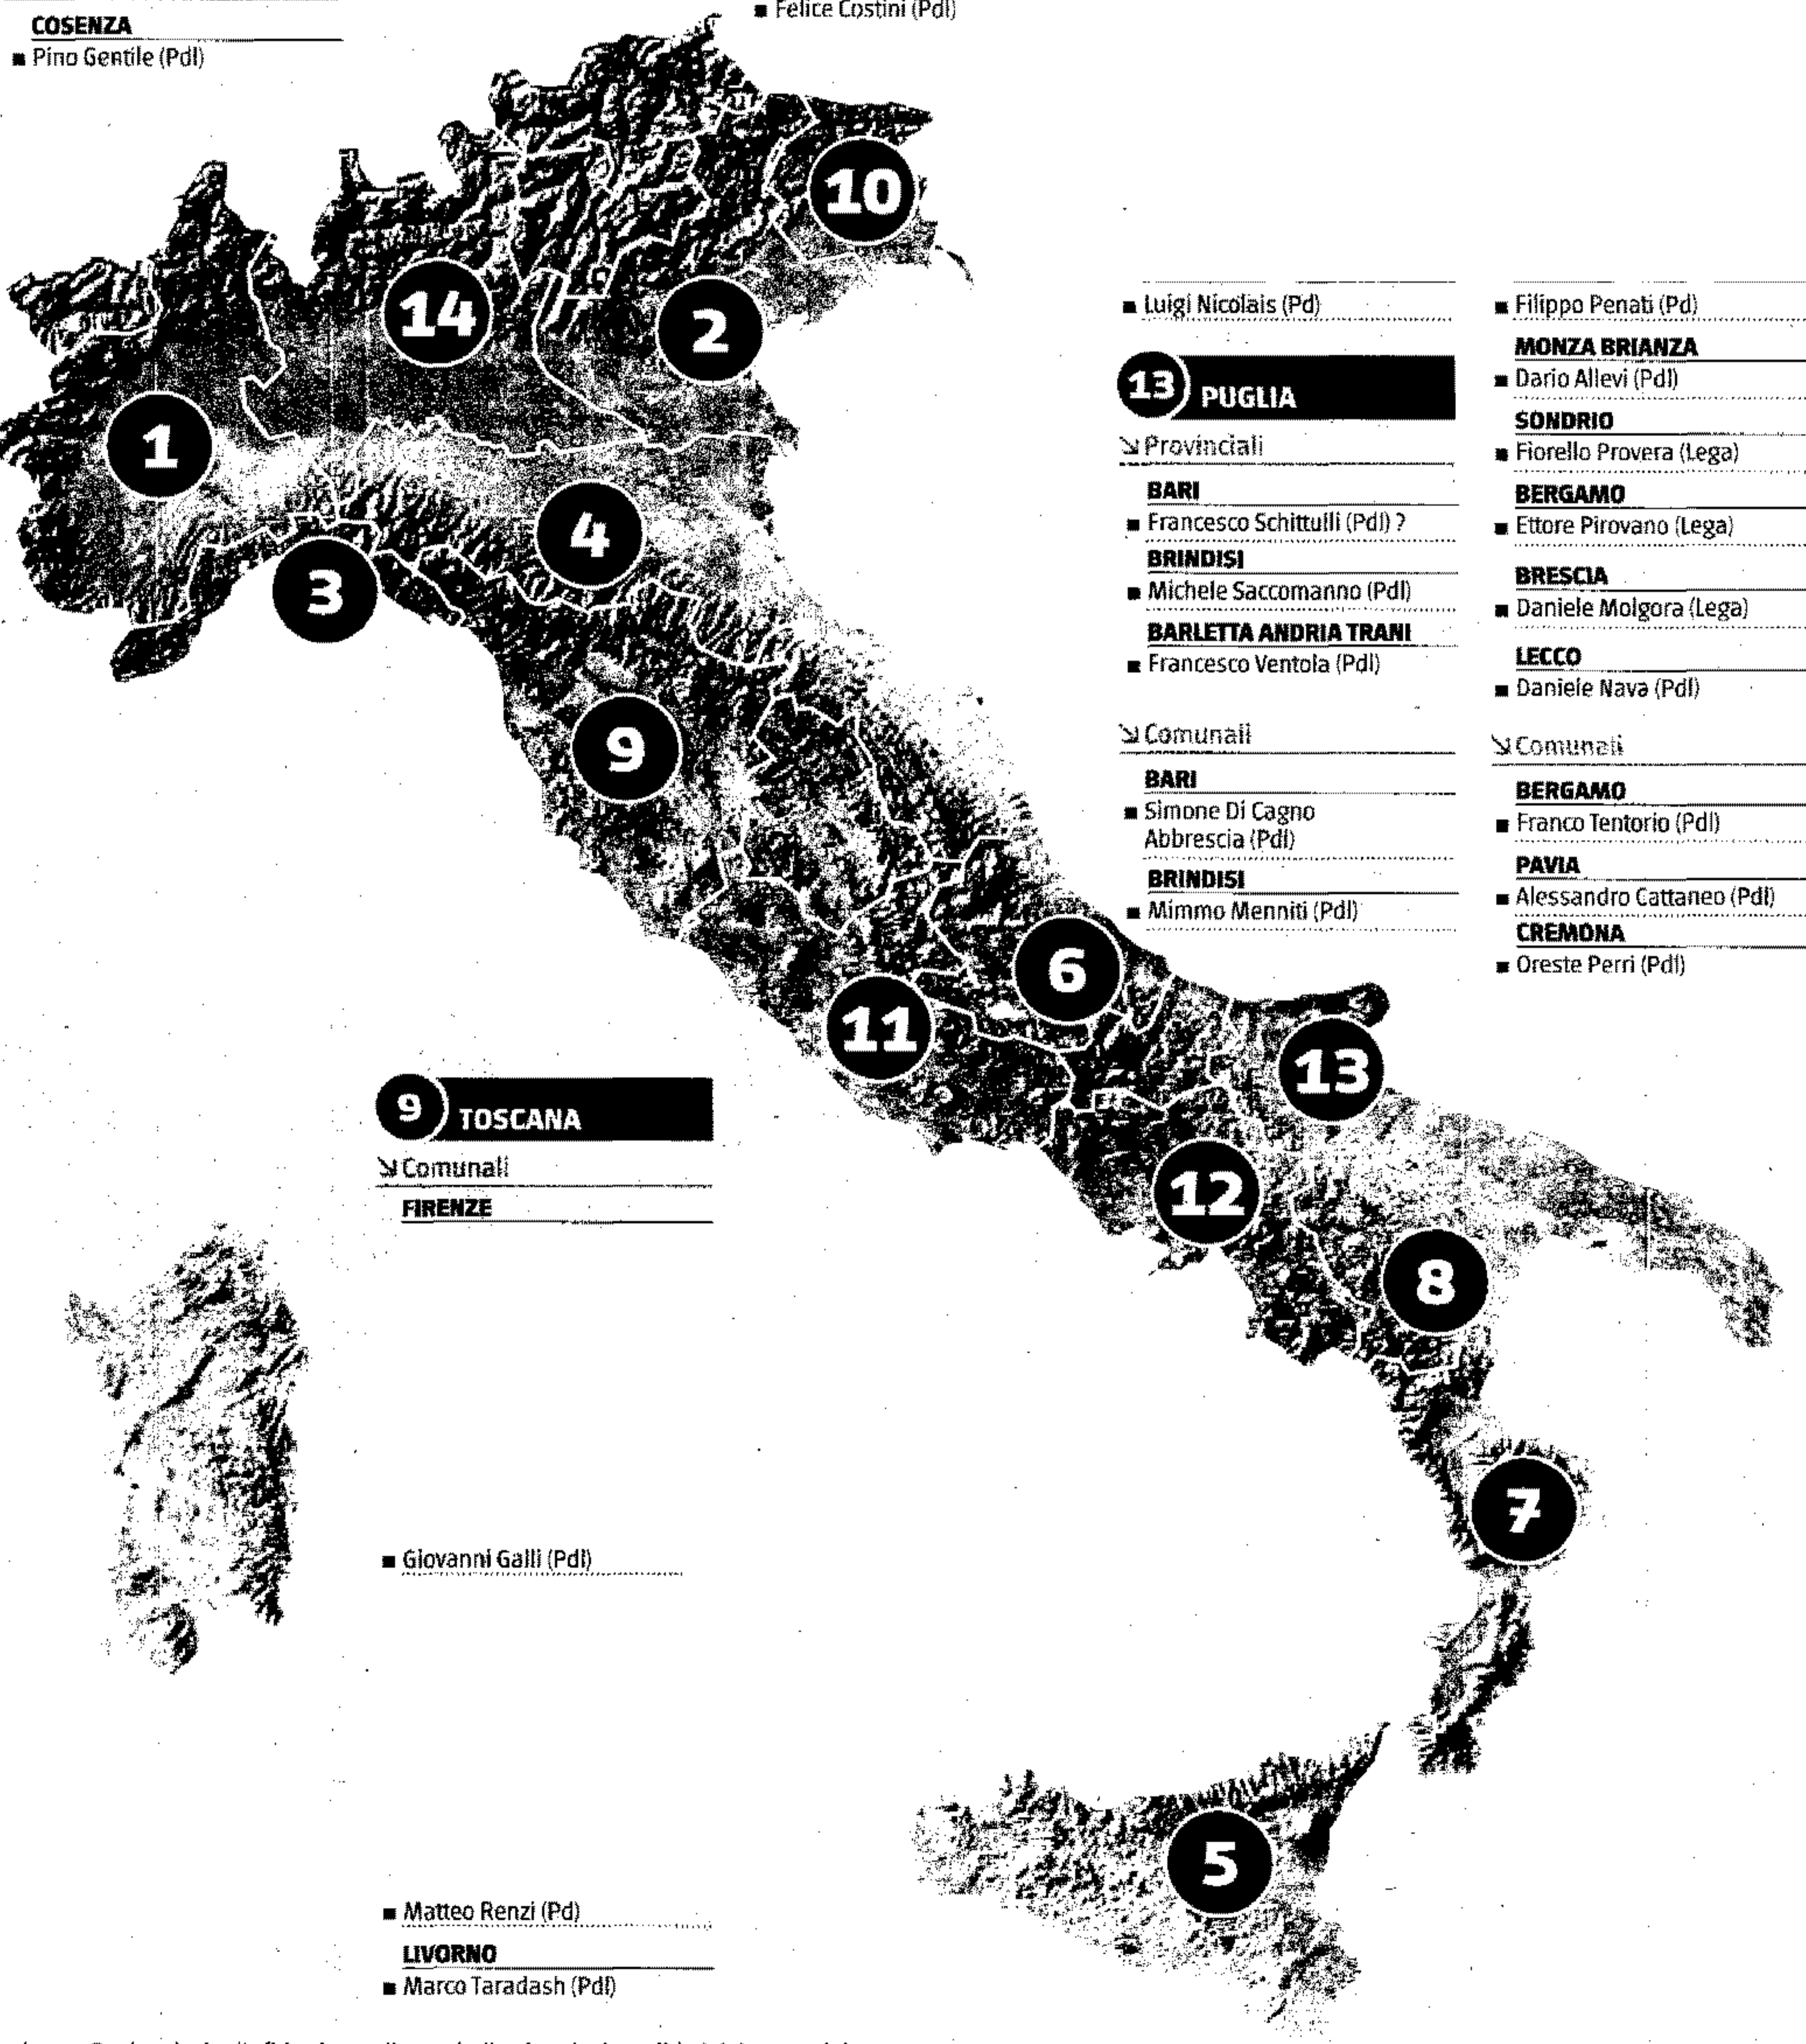 COSENZA
■ Pino Gentile (Pdl)
■ Felice Costini (Pdl)
10
14
2
1
4
3
9
6
11
13
12
8
7
5
9 TOSCANA
Comunali
FIRENZE
■ Giovanni Galli (Pdl)
■ Matteo Renzi (Pd)
LIVORNO
■ Marco Taradash (Pdl)
■ Luigi Nicolais (Pd)
13 PUGLIA
Provinciali
BARI
■ Francesco Schittulli (Pdl) ?
BRINDISI
■ Michele Saccomanno (Pdl)
BARLETTA ANDRIA TRANI
■ Francesco Ventola (Pdl)
Comunali
BARI
■ Simone Di Cagno
Abbrescia (Pdl)
BRINDISI
■ Mimmo Menniti (Pdl)
■ Filippo Penati (Pd)
MONZA BRIANZA
■ Dario Allevi (Pdl)
SONDRIO
■ Fiorello Provera (Lega)
BERGAMO
■ Ettore Pirovano (Lega)
BRESCIA
■ Daniele Molgora (Lega)
LECCO
■ Daniele Nava (Pdl)
Comunali
BERGAMO
■ Franco Tentorio (Pdl)
PAVIA
■ Alessandro Cattaneo (Pdl)
CREMONA
■ Oreste Perri (Pdl)